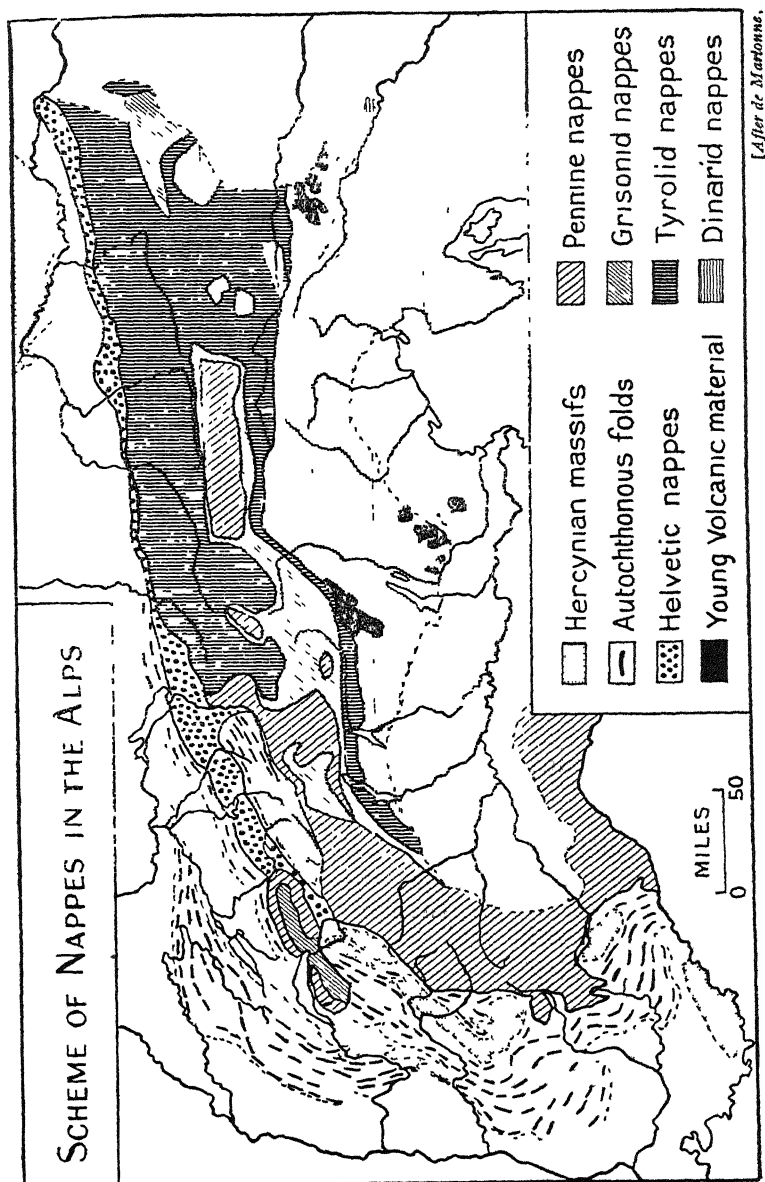 SCHEME OF NAPPES IN THE ALPS
MILES
0 50
Hercynian massifs
Autochthonous folds
Helvetic nappes
Young Volcanic material
Pennine nappes
Grisonid nappes
Tyrolid nappes
Dinarid nappes
[After de Martonne.